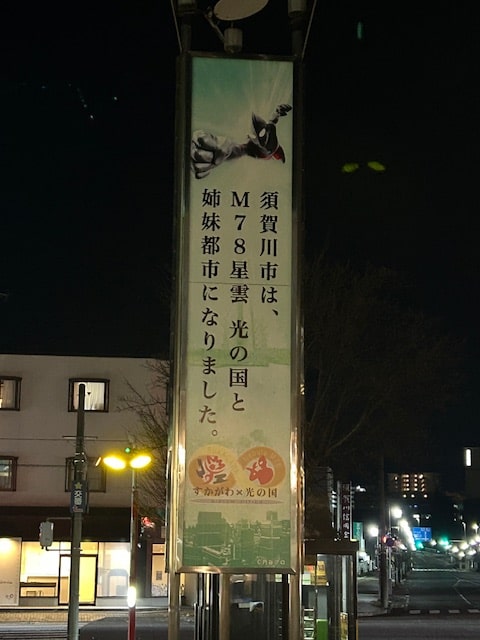 須賀川市は、
M78星雲 光の国と
姉妹都市になりました。
すかがわ×光の国